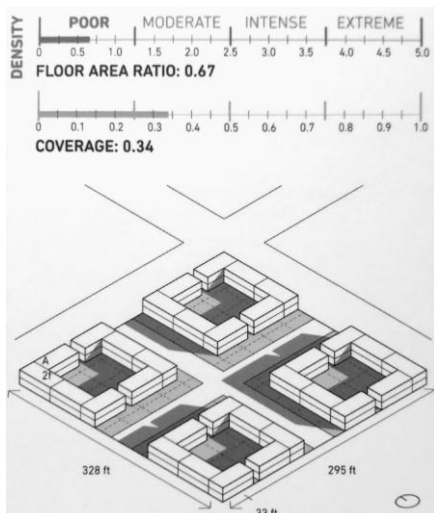 DENSITY
POOR MODERATE INTENSE EXTREME
0 0.5 1.0 1.5 2.0 2.5 3.0 3.5 4.0 4.5 5.0
FLOOR AREA RATIO: 0.67
0 0.1 0.2 0.3 0.4 0.5 0.6 0.7 0.8 0.9 1.0
COVERAGE: 0.34
A
2f
328 ft 295 ft
33 ft